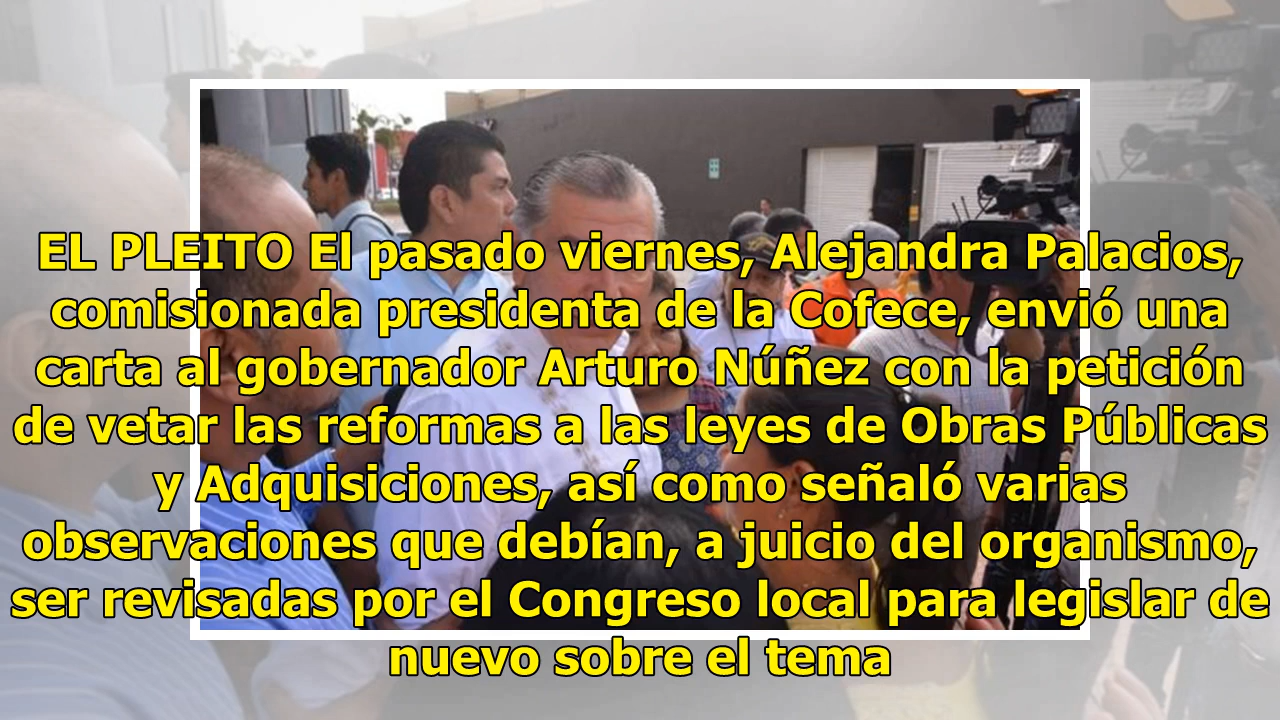 EL PLEITO El pasado viernes, Alejandra Palacios,
comisionada presidenta de la Cofece, envió una
carta al gobernador Arturo Núñez con la petición
de vetar las reformas a las leyes de Obras Públicas
y Adquisiciones, así como señaló varias
observaciones que debían, a juicio del organismo,
ser revisadas por el Congreso local para legislar de
nuevo sobre el tema